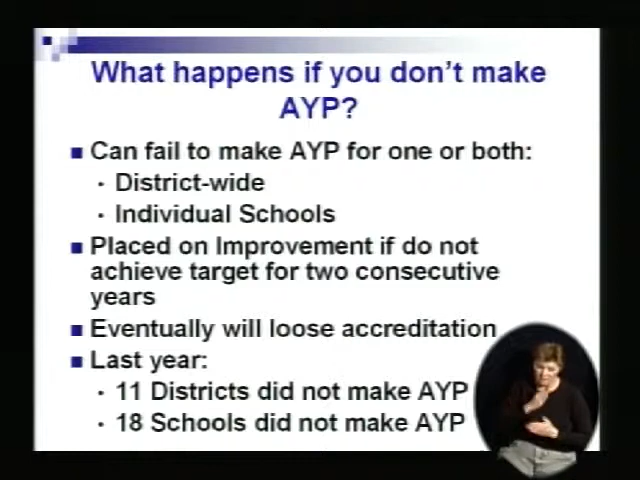 What happens if you don't make
AYP?
■ Can fail to make AYP for one or both:
• District-wide
• Individual Schools
■ Placed on Improvement if do not
achieve target for two consecutive
years
■ Eventually will loose accreditation
■ Last year:
• 11 Districts did not make AYP
• 18 Schools did not make AYP